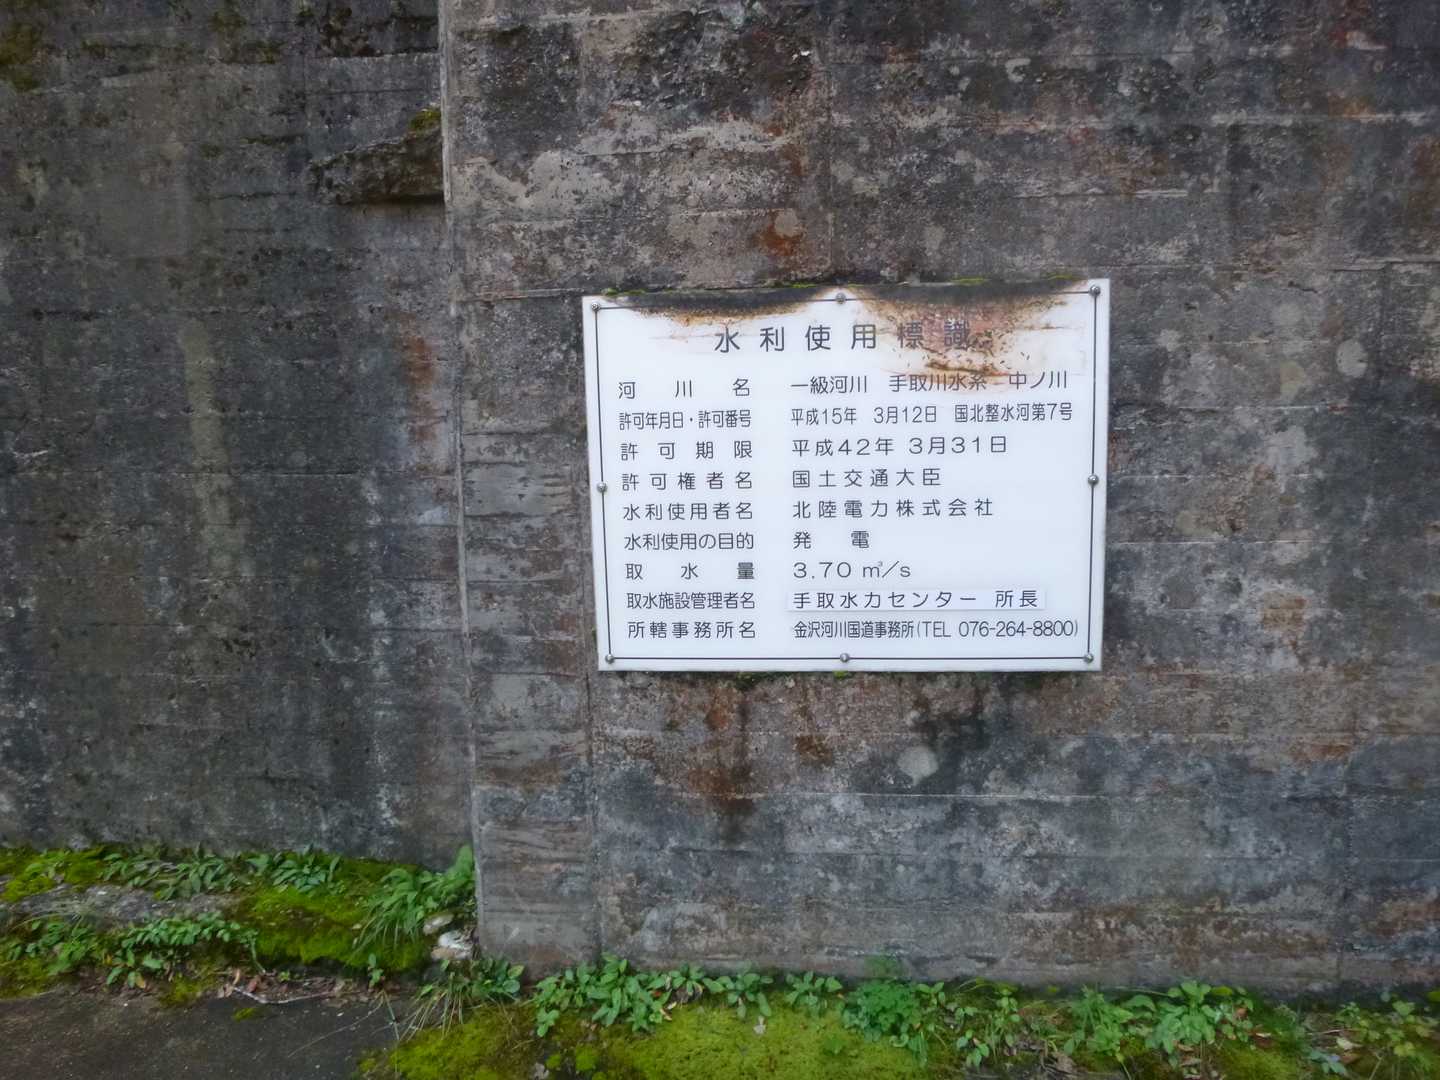 水利使用標識
河川名 一級河川 手取川水系 中ノ川
許可年月日・許可番号 平成15年 3月12日 国北整水河第7号
許可期限 平成42年 3月31日
許可権者名 国土交通大臣
水利使用者名 北陸電力株式会社
水利使用の目的 発電
取水量 3.70 ㎥/s
取水施設管理者名 手取水力センター 所長
所轄事務所名 金沢河川国道事務所(TEL 076-264-8800)